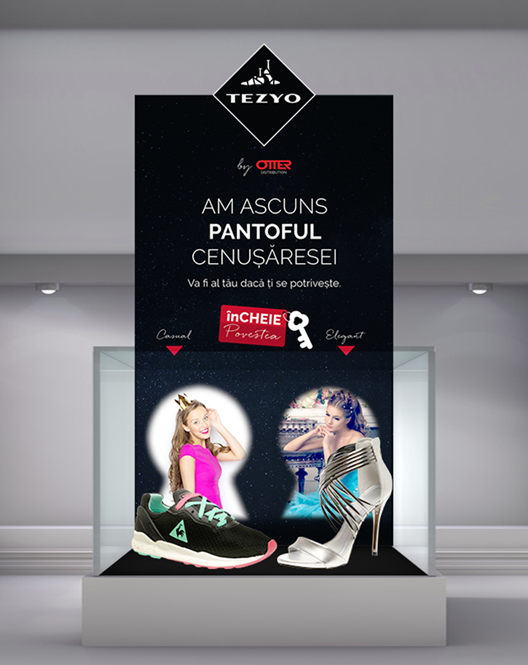 TEZYO
by OTTER
DISTRIBUTION
AM ASCUNS
PANTOFUL
CENUȘĂRESEI
Va fi al tău dacă ți se potrivește.
înCHEIE
Povestea
Casual
Elegant